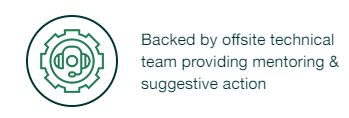 Backed by offsite technical
team providing mentoring &
suggestive action